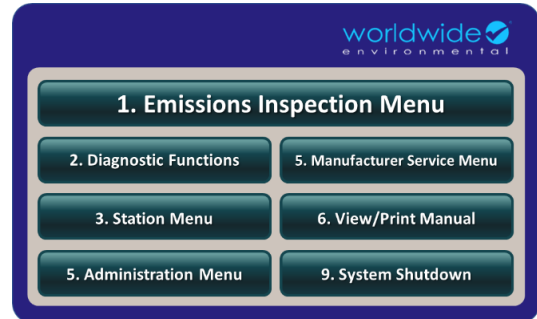 worldwide
environmental
1. Emissions Inspection Menu
2. Diagnostic Functions
5. Manufacturer Service Menu
3. Station Menu
6. View/Print Manual
5. Administration Menu
9. System Shutdown